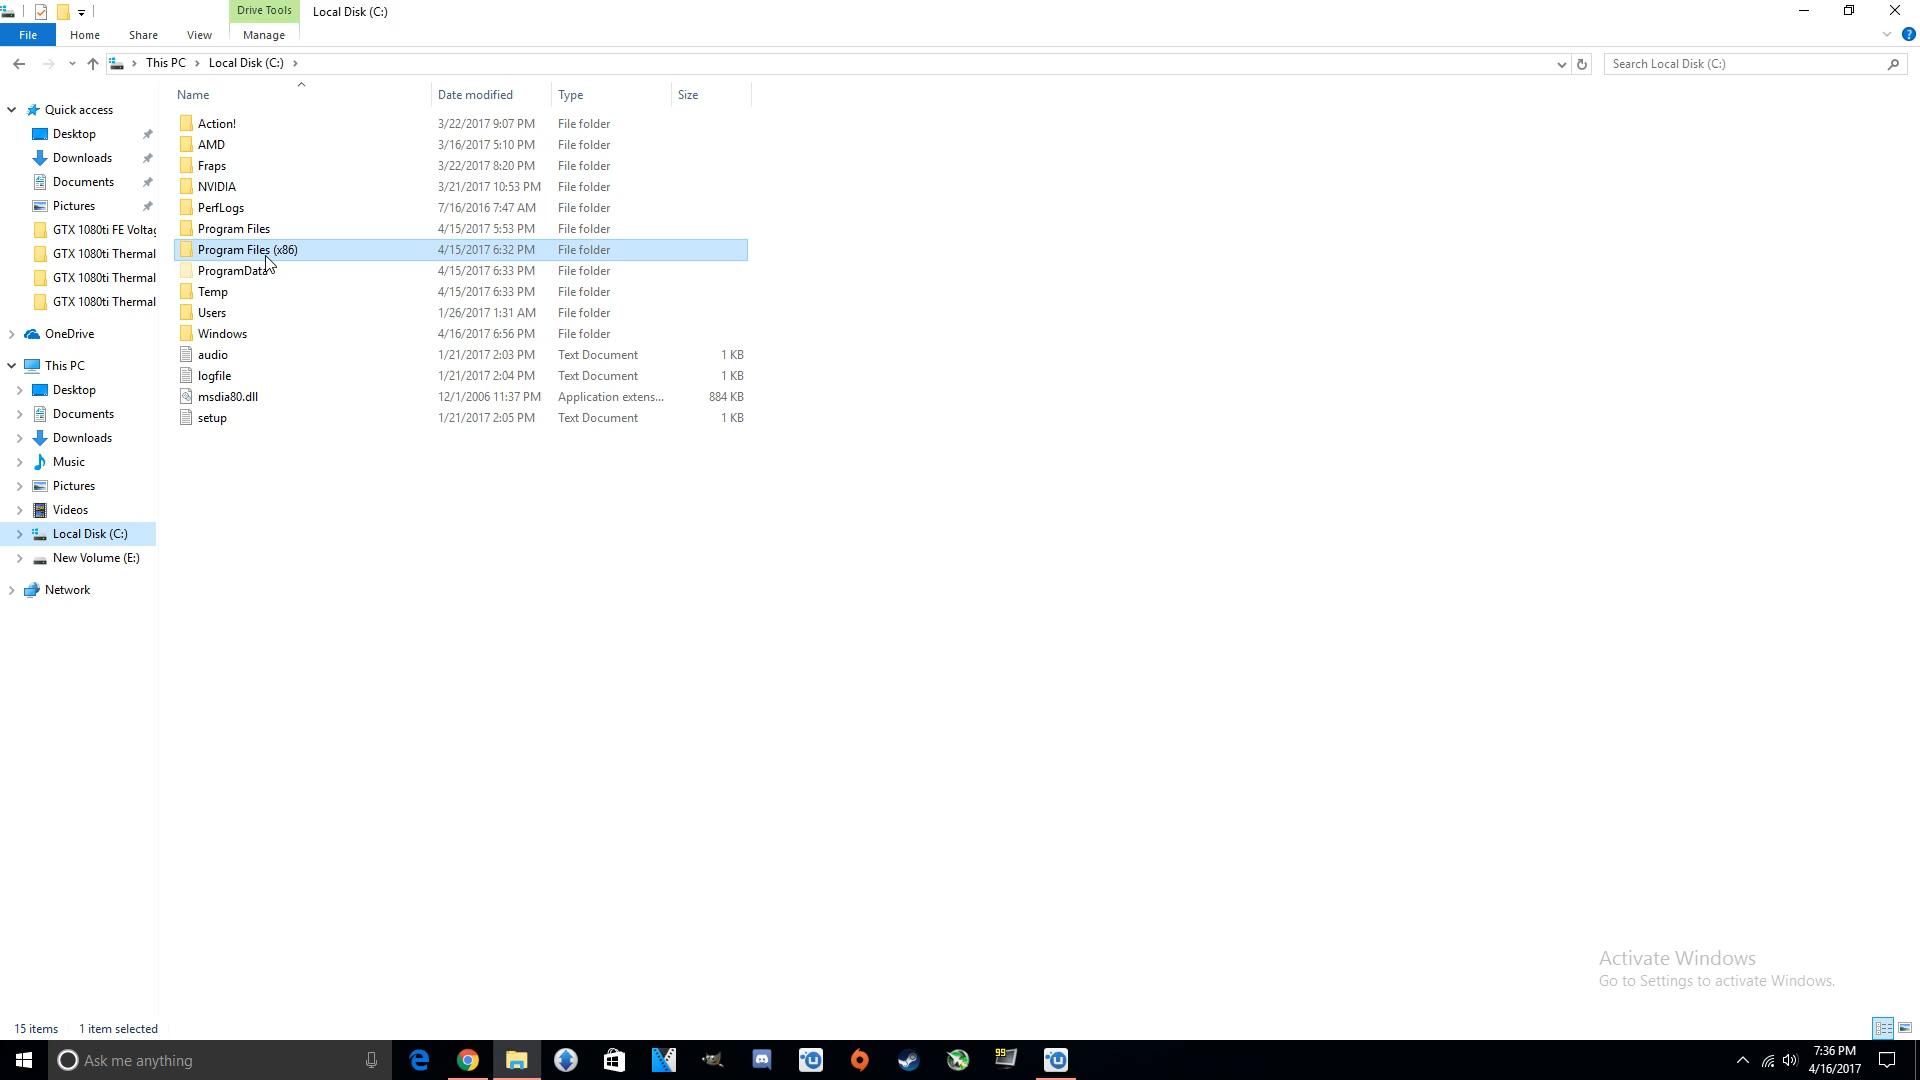 Drive Tools
Local Disk (C:)
File
Home
Share
View
Manage
This PC
Local Disk (C:)
Search Local Disk (C:)
Name
Date modified
Type
Size
Quick access
Desktop
Downloads
Documents
Pictures
GTX 1080ti FE Voltag
GTX 1080ti Thermal
GTX 1080ti Thermal
GTX 1080ti Thermal
OneDrive
This PC
Desktop
Documents
Downloads
Music
Pictures
Videos
Local Disk (C:)
New Volume (E:)
Network
Action! 3/22/2017 9:07 PM File folder
AMD 3/16/2017 5:10 PM File folder
Fraps 3/22/2017 8:20 PM File folder
NVIDIA 3/21/2017 10:53 PM File folder
PerfLogs 7/16/2016 7:47 AM File folder
Program Files 4/15/2017 5:53 PM File folder
Program Files (x86) 4/15/2017 6:32 PM File folder
ProgramData 4/15/2017 6:33 PM File folder
Temp 4/15/2017 6:33 PM File folder
Users 1/26/2017 1:31 AM File folder
Windows 4/16/2017 6:56 PM File folder
audio 1/21/2017 2:03 PM Text Document 1 KB
logfile 1/21/2017 2:04 PM Text Document 1 KB
msdia80.dll 12/1/2006 11:37 PM Application extens... 884 KB
setup 1/21/2017 2:05 PM Text Document 1 KB
Activate Windows
Go to Settings to activate Windows.
15 items
1 item selected
Ask me anything
99
7:36 PM
4/16/2017